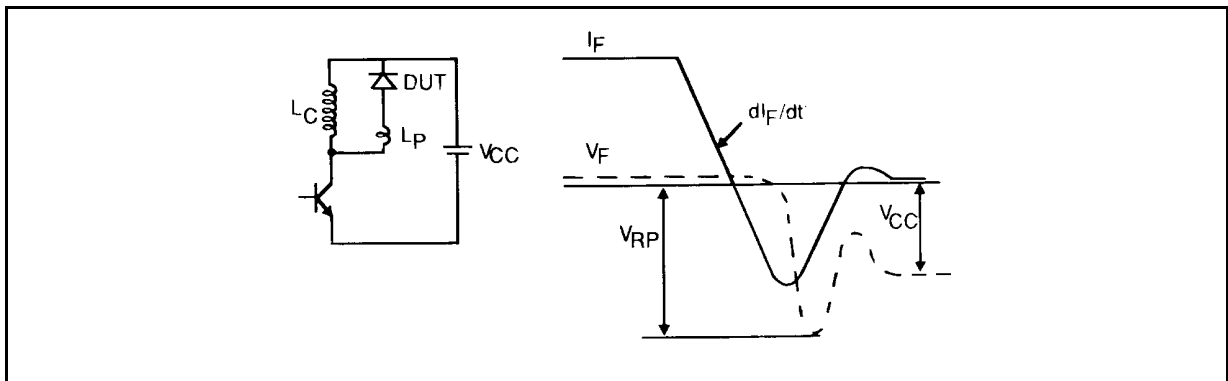 DUT
LC
LP
VCC
IF
dIF/dt
VF
VRP
VCC